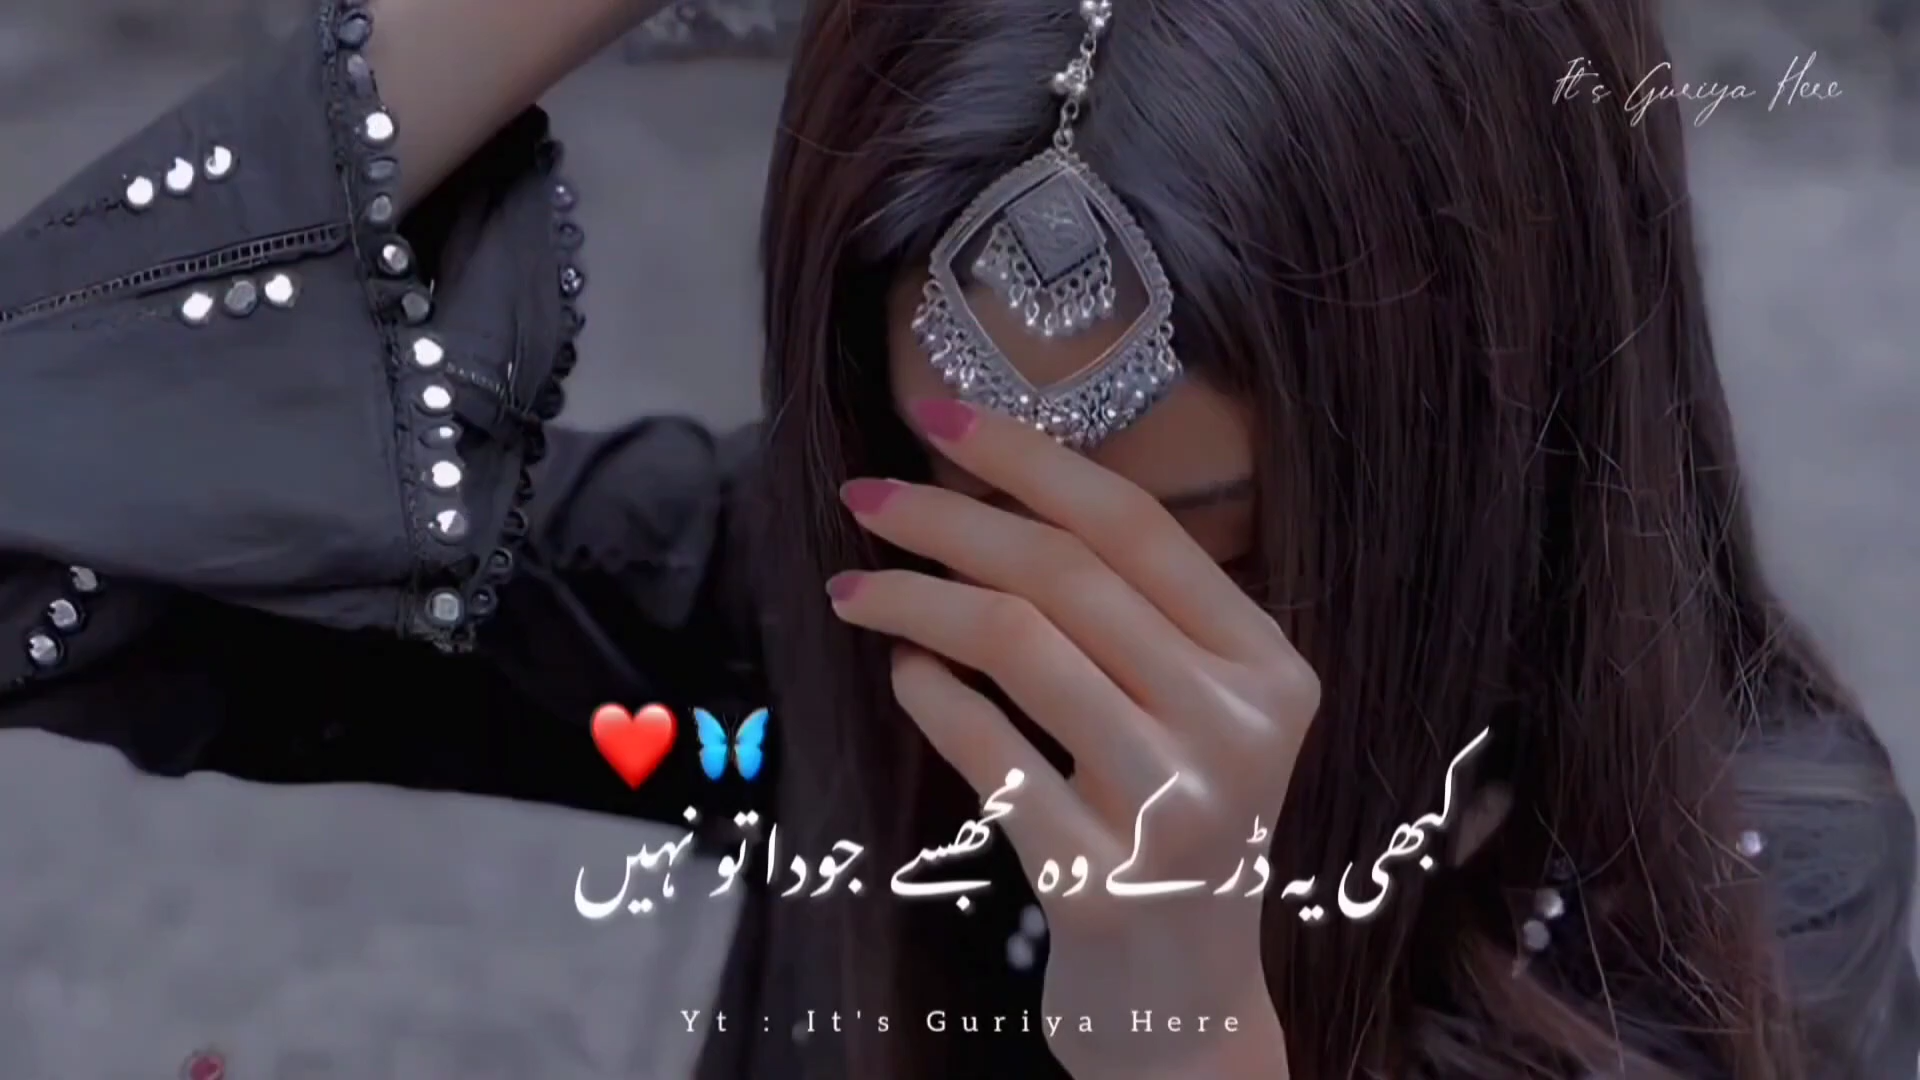 It's Guriya Here
❤️🦋
کبھی یہ ڈر کے وہ مجھسے جودا تو نہیں
Yt : It's Guriya Here